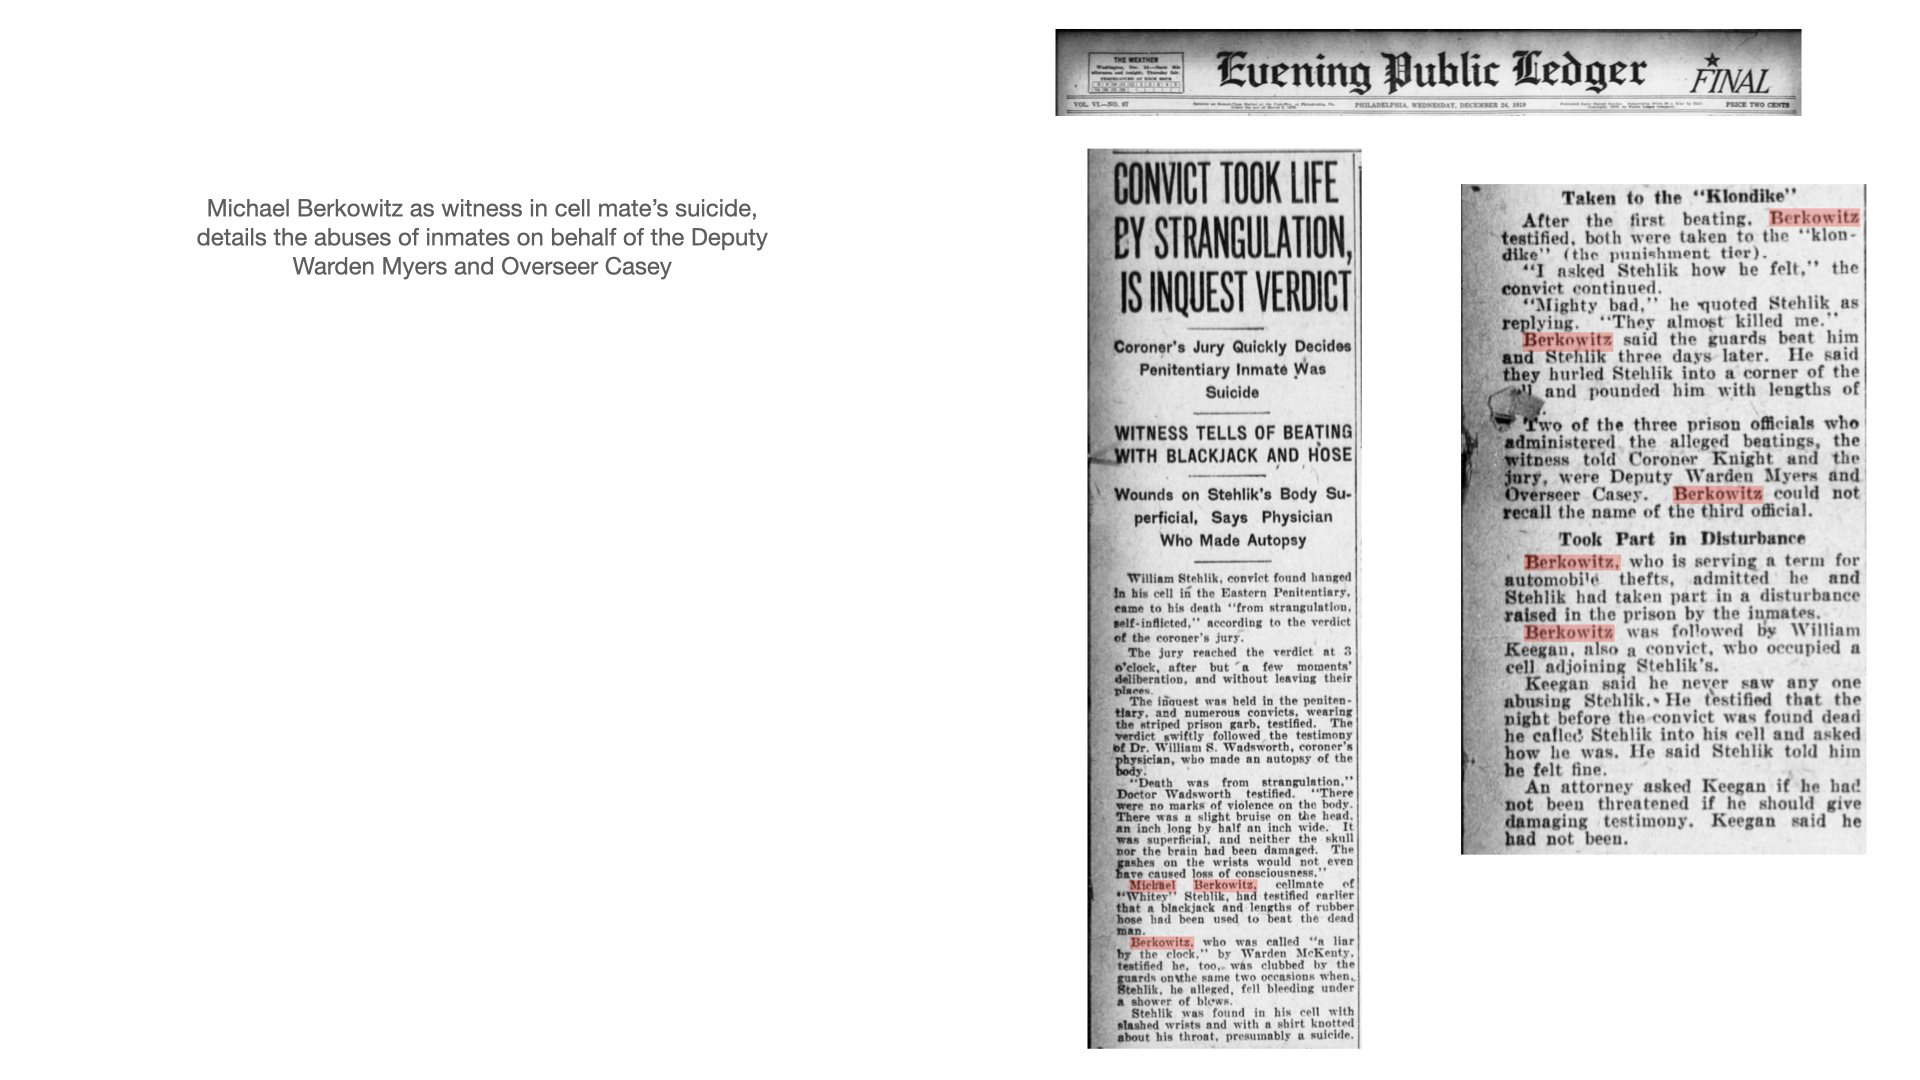 Michael Berkowitz as witness in cell mate's suicide,
details the abuses of inmates on behalf of the Deputy
Warden Myers and Overseer Casey
THE WEATHER
Evening Public Ledger
FINAL
VOL. VI.—NO. 87
PHILADELPHIA, WEDNESDAY, DECEMBER 24, 1919
PRICE TWO CENTS
CONVICT TOOK LIFE
BY STRANGULATION,
IS INQUEST VERDICT
Coroner's Jury Quickly Decides
Penitentiary Inmate Was
Suicide
WITNESS TELLS OF BEATING
WITH BLACKJACK AND HOSE
Wounds on Stehlik's Body Su-
perficial, Says Physician
Who Made Autopsy
William Stehlik, convict found hanged
in his cell in the Eastern Penitentiary,
came to his death "from strangulation,
self-inflicted," according to the verdict
of the coroner's jury.
The jury reached the verdict at 3
o'clock, after but a few moments'
deliberation, and without leaving their
places.
The inquest was held in the peniten-
tiary, and numerous convicts, wearing
the striped prison garb, testified. The
verdict swiftly followed the testimony
of Dr. William S. Wadsworth, coroner's
physician, who made an autopsy of the
body.
"Death was from strangulation,"
Doctor Wadsworth testified. "There
were no marks of violence on the body.
There was a slight bruise on the head,
an inch long by half an inch wide. It
was superficial, and neither the skull
nor the brain had been damaged. The
gashes on the wrists would not even
have caused loss of consciousness."
Michael Berkowitz, cellmate of
"Whitey" Stehlik, had testified earlier
that a blackjack and lengths of rubber
hose had been used to beat the dead
man.
Berkowitz, who was called "a liar
by the clock," by Warden McKenty,
testified he, too, was clubbed by the
guards on the same two occasions when,
Stehlik, he alleged, fell bleeding under
a shower of blows.
Stehlik was found in his cell with
slashed wrists and with a shirt knotted
about his throat, presumably a suicide.
Taken to the "Klondike"
After the first beating, Berkowitz
testified, both were taken to the "klon-
dike" (the punishment tier).
"I asked Stehlik how he felt," the
convict continued.
"Mighty bad," he quoted Stehlik as
replying. "They almost killed me."
Berkowitz said the guards beat him
and Stehlik three days later. He said
they hurled Stehlik into a corner of the
and pounded him with lengths of
Two of the three prison officials who
administered the alleged beatings, the
witness told Coroner Knight and the
jury, were Deputy Warden Myers and
Overseer Casey. Berkowitz could not
recall the name of the third official.
Took Part in Disturbance
Berkowitz, who is serving a term for
automobile thefts, admitted he and
Stehlik had taken part in a disturbance
raised in the prison by the inmates.
Berkowitz was followed by William
Keegan, also a convict, who occupied a
cell adjoining Stehlik's.
Keegan said he never saw any one
abusing Stehlik. He testified that the
night before the convict was found dead
he called Stehlik into his cell and asked
how he was. He said Stehlik told him
he felt fine.
An attorney asked Keegan if he had
not been threatened if he should give
damaging testimony. Keegan said he
had not been.